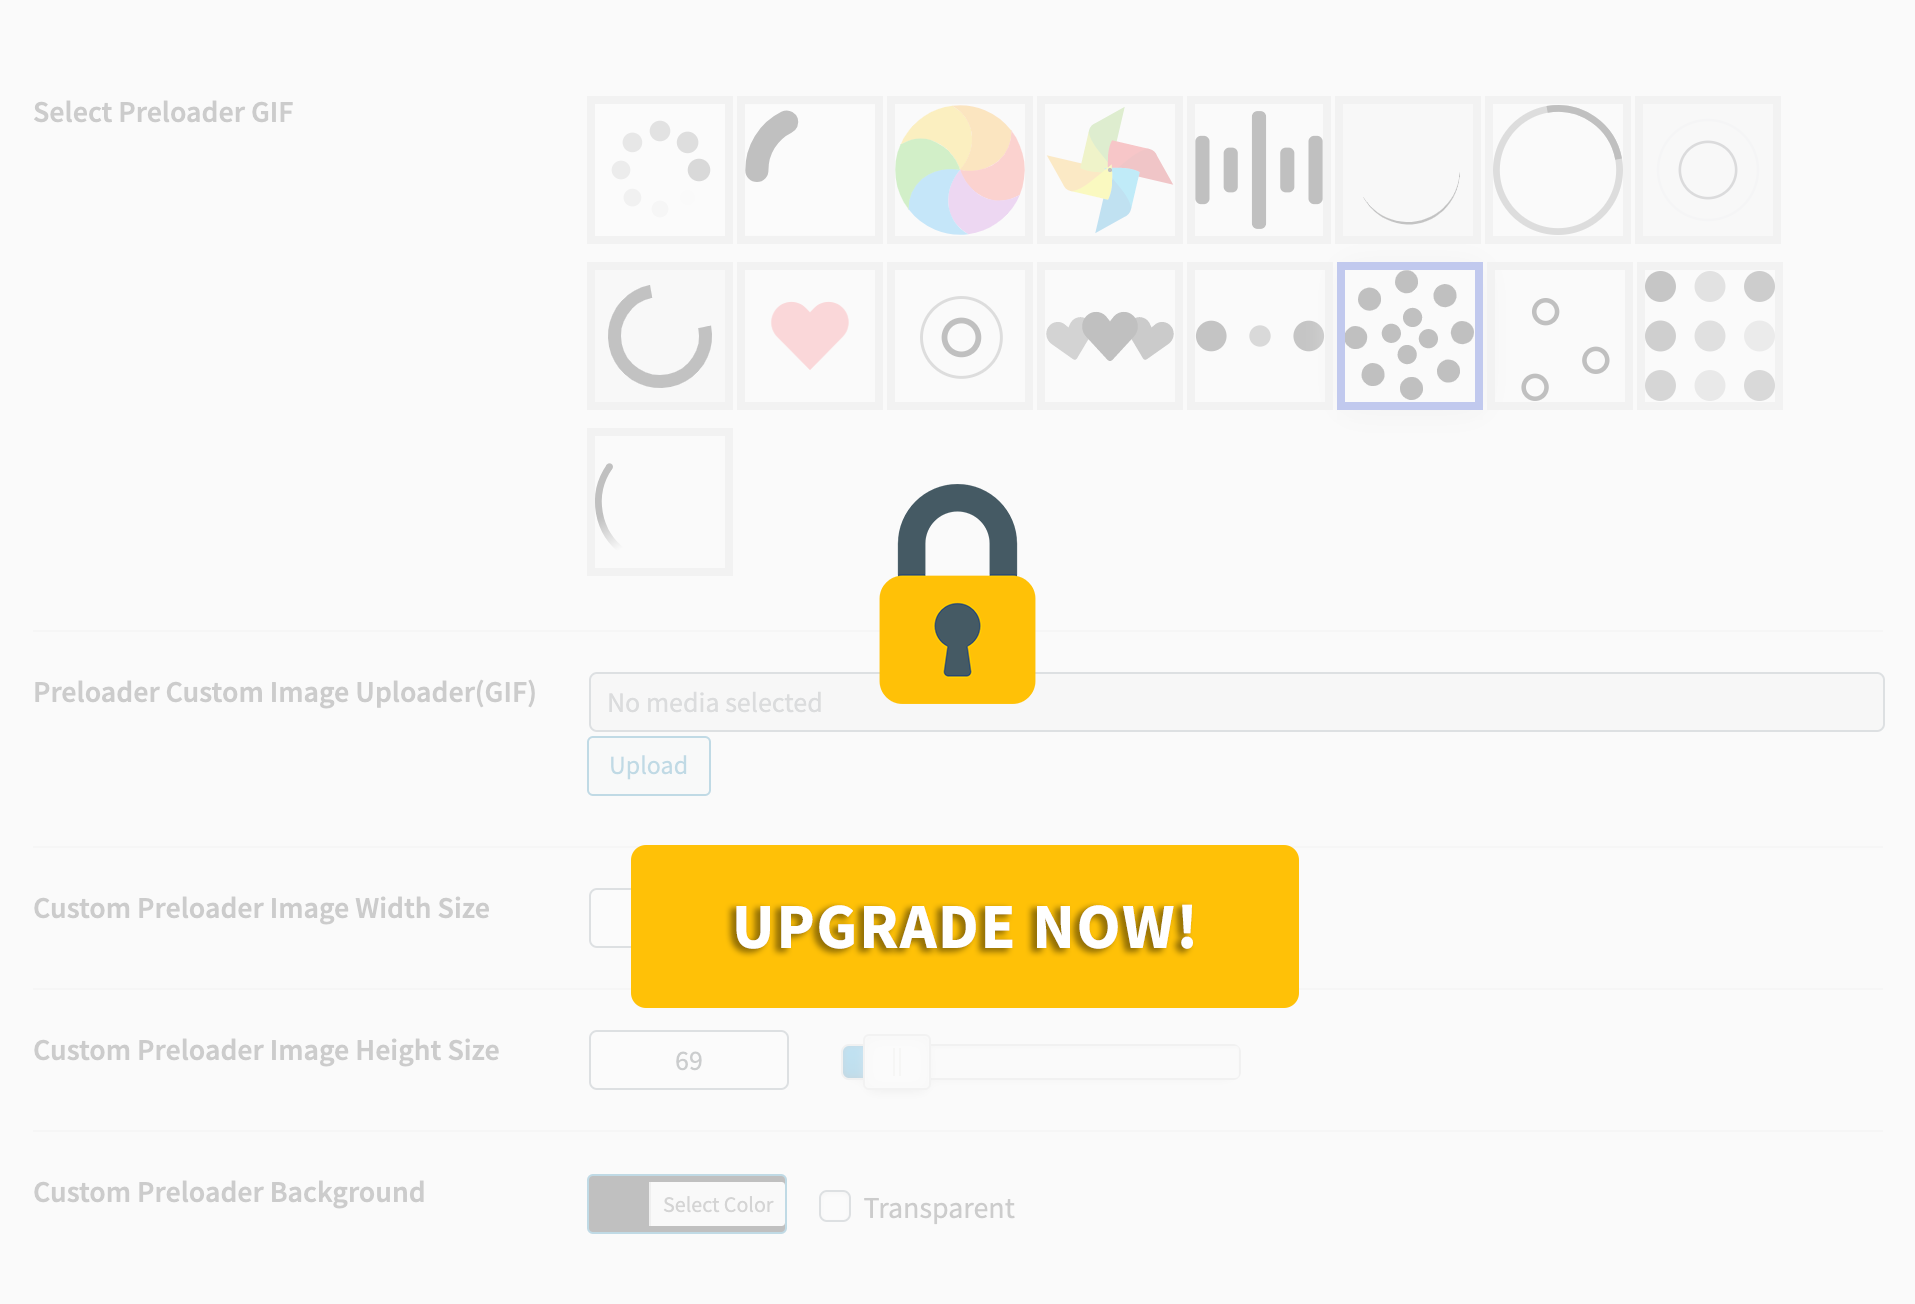 Select Preloader GIF
Preloader Custom Image Uploader(GIF)
No media selected
Upload
Custom Preloader Image Width Size
UPGRADE NOW!
Custom Preloader Image Height Size
69
Custom Preloader Background
Select Color
Transparent